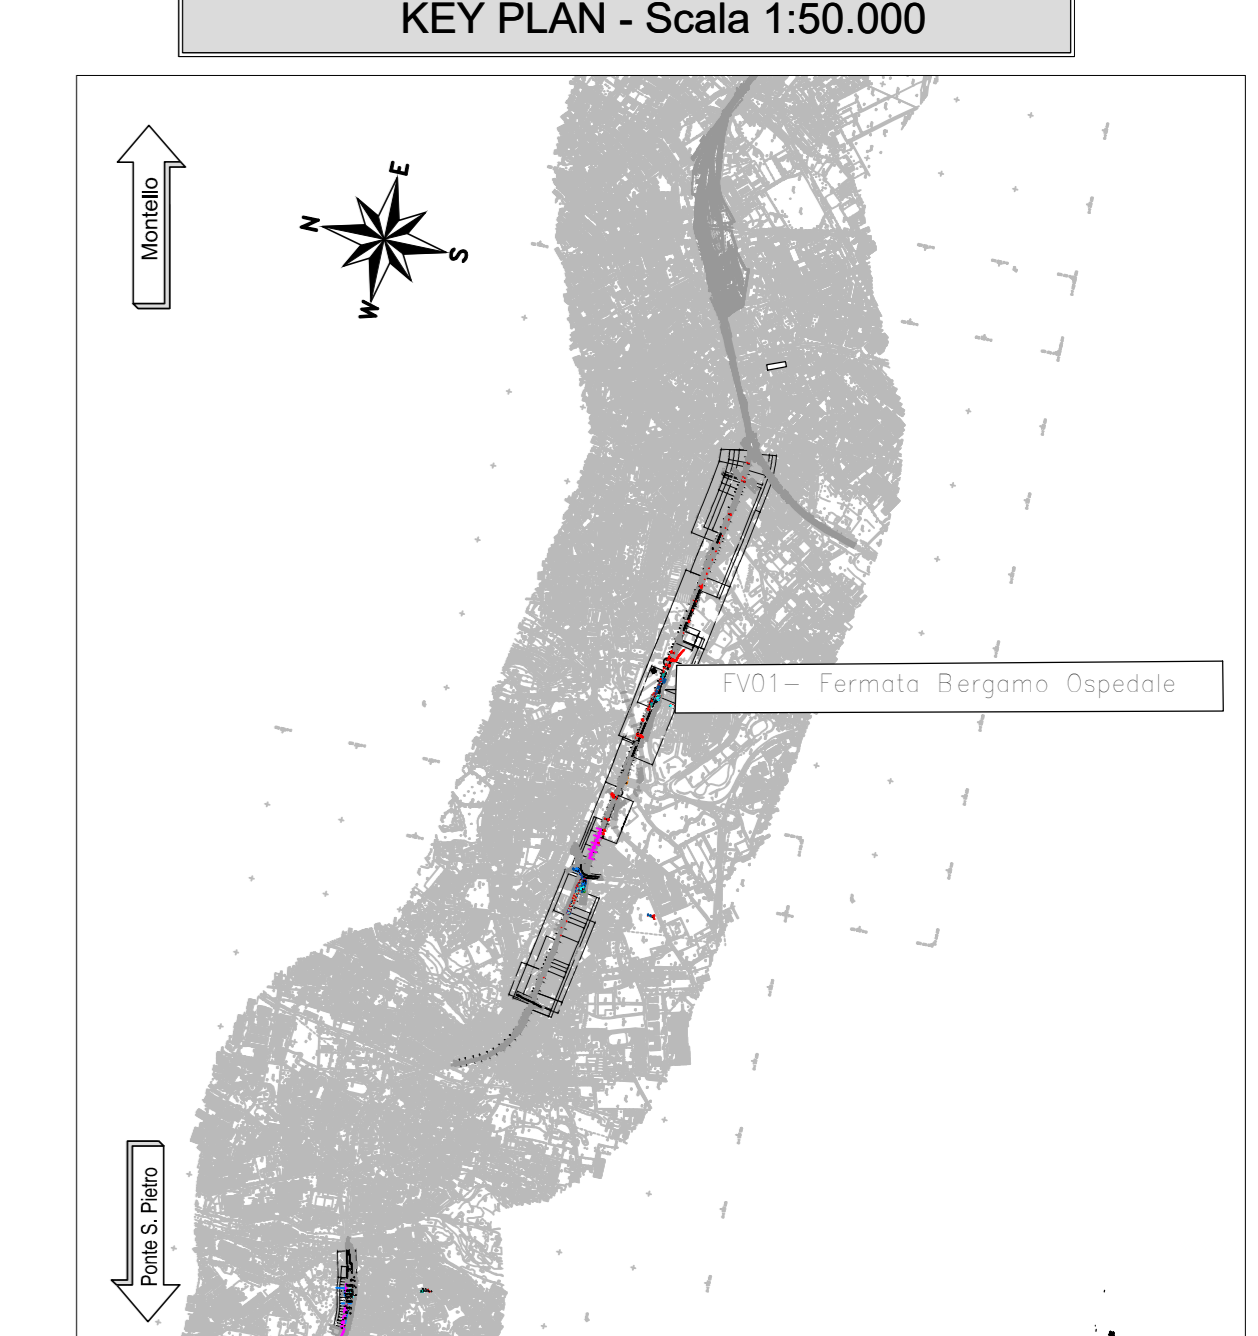 KEY PLAN - Scala 1:50.000
Montello
E
N
S
W
FV01- Fermata Bergamo Ospedale
Ponte S. Pietro